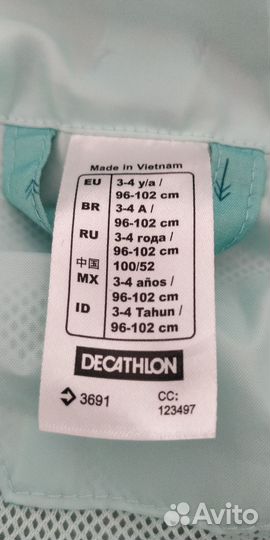 Made in Vietnam
EU 3-4 y/a /
96-102 cm
BR 3-4 A /
96-102 cm
RU 3-4 года /
96-102 cm
中国 100/52
MX 3-4 años /
96-102 cm
ID 3-4 Tahun /
96-102 cm
DECATHLON
3691 CC:
123497
Avito